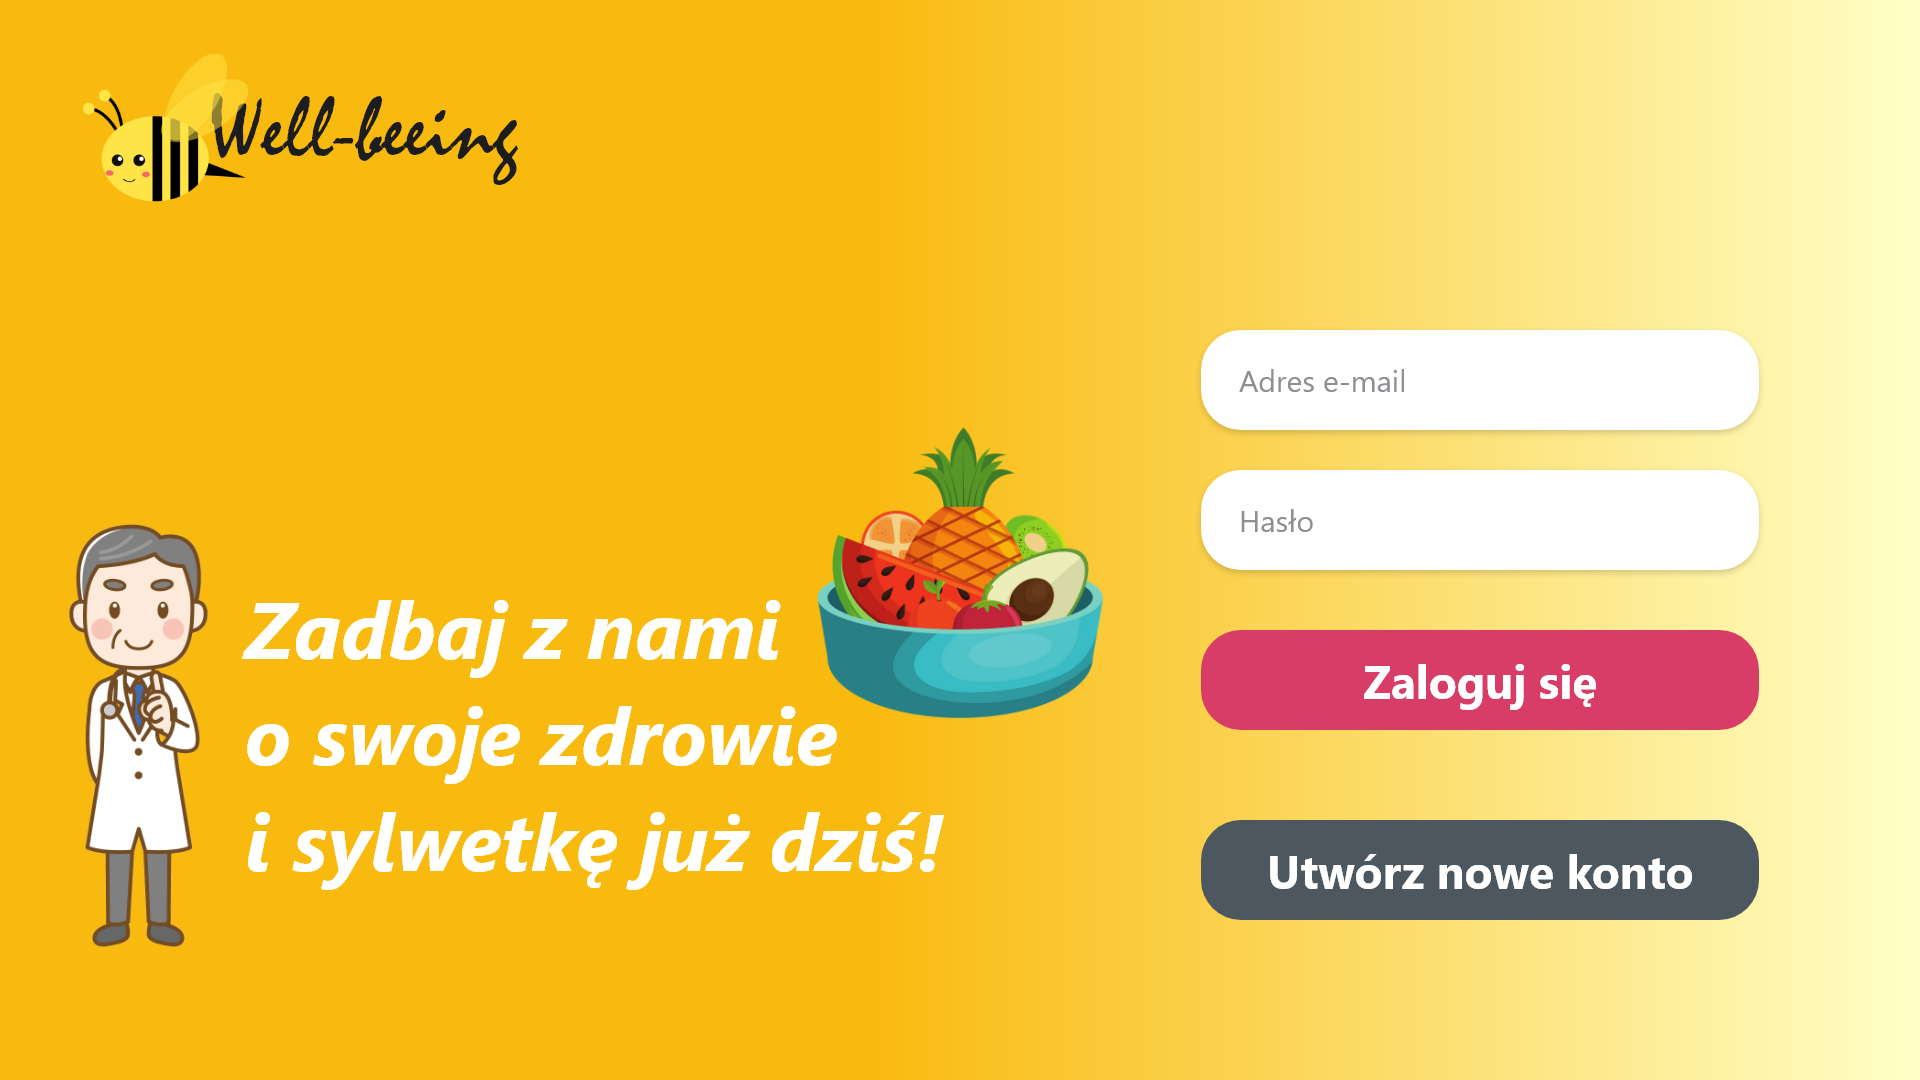 Well-beeing
Adres e-mail
Hasło
Zadbaj z nami
o swoje zdrowie
i sylwetkę już dziś!
Zaloguj się
Utwórz nowe konto